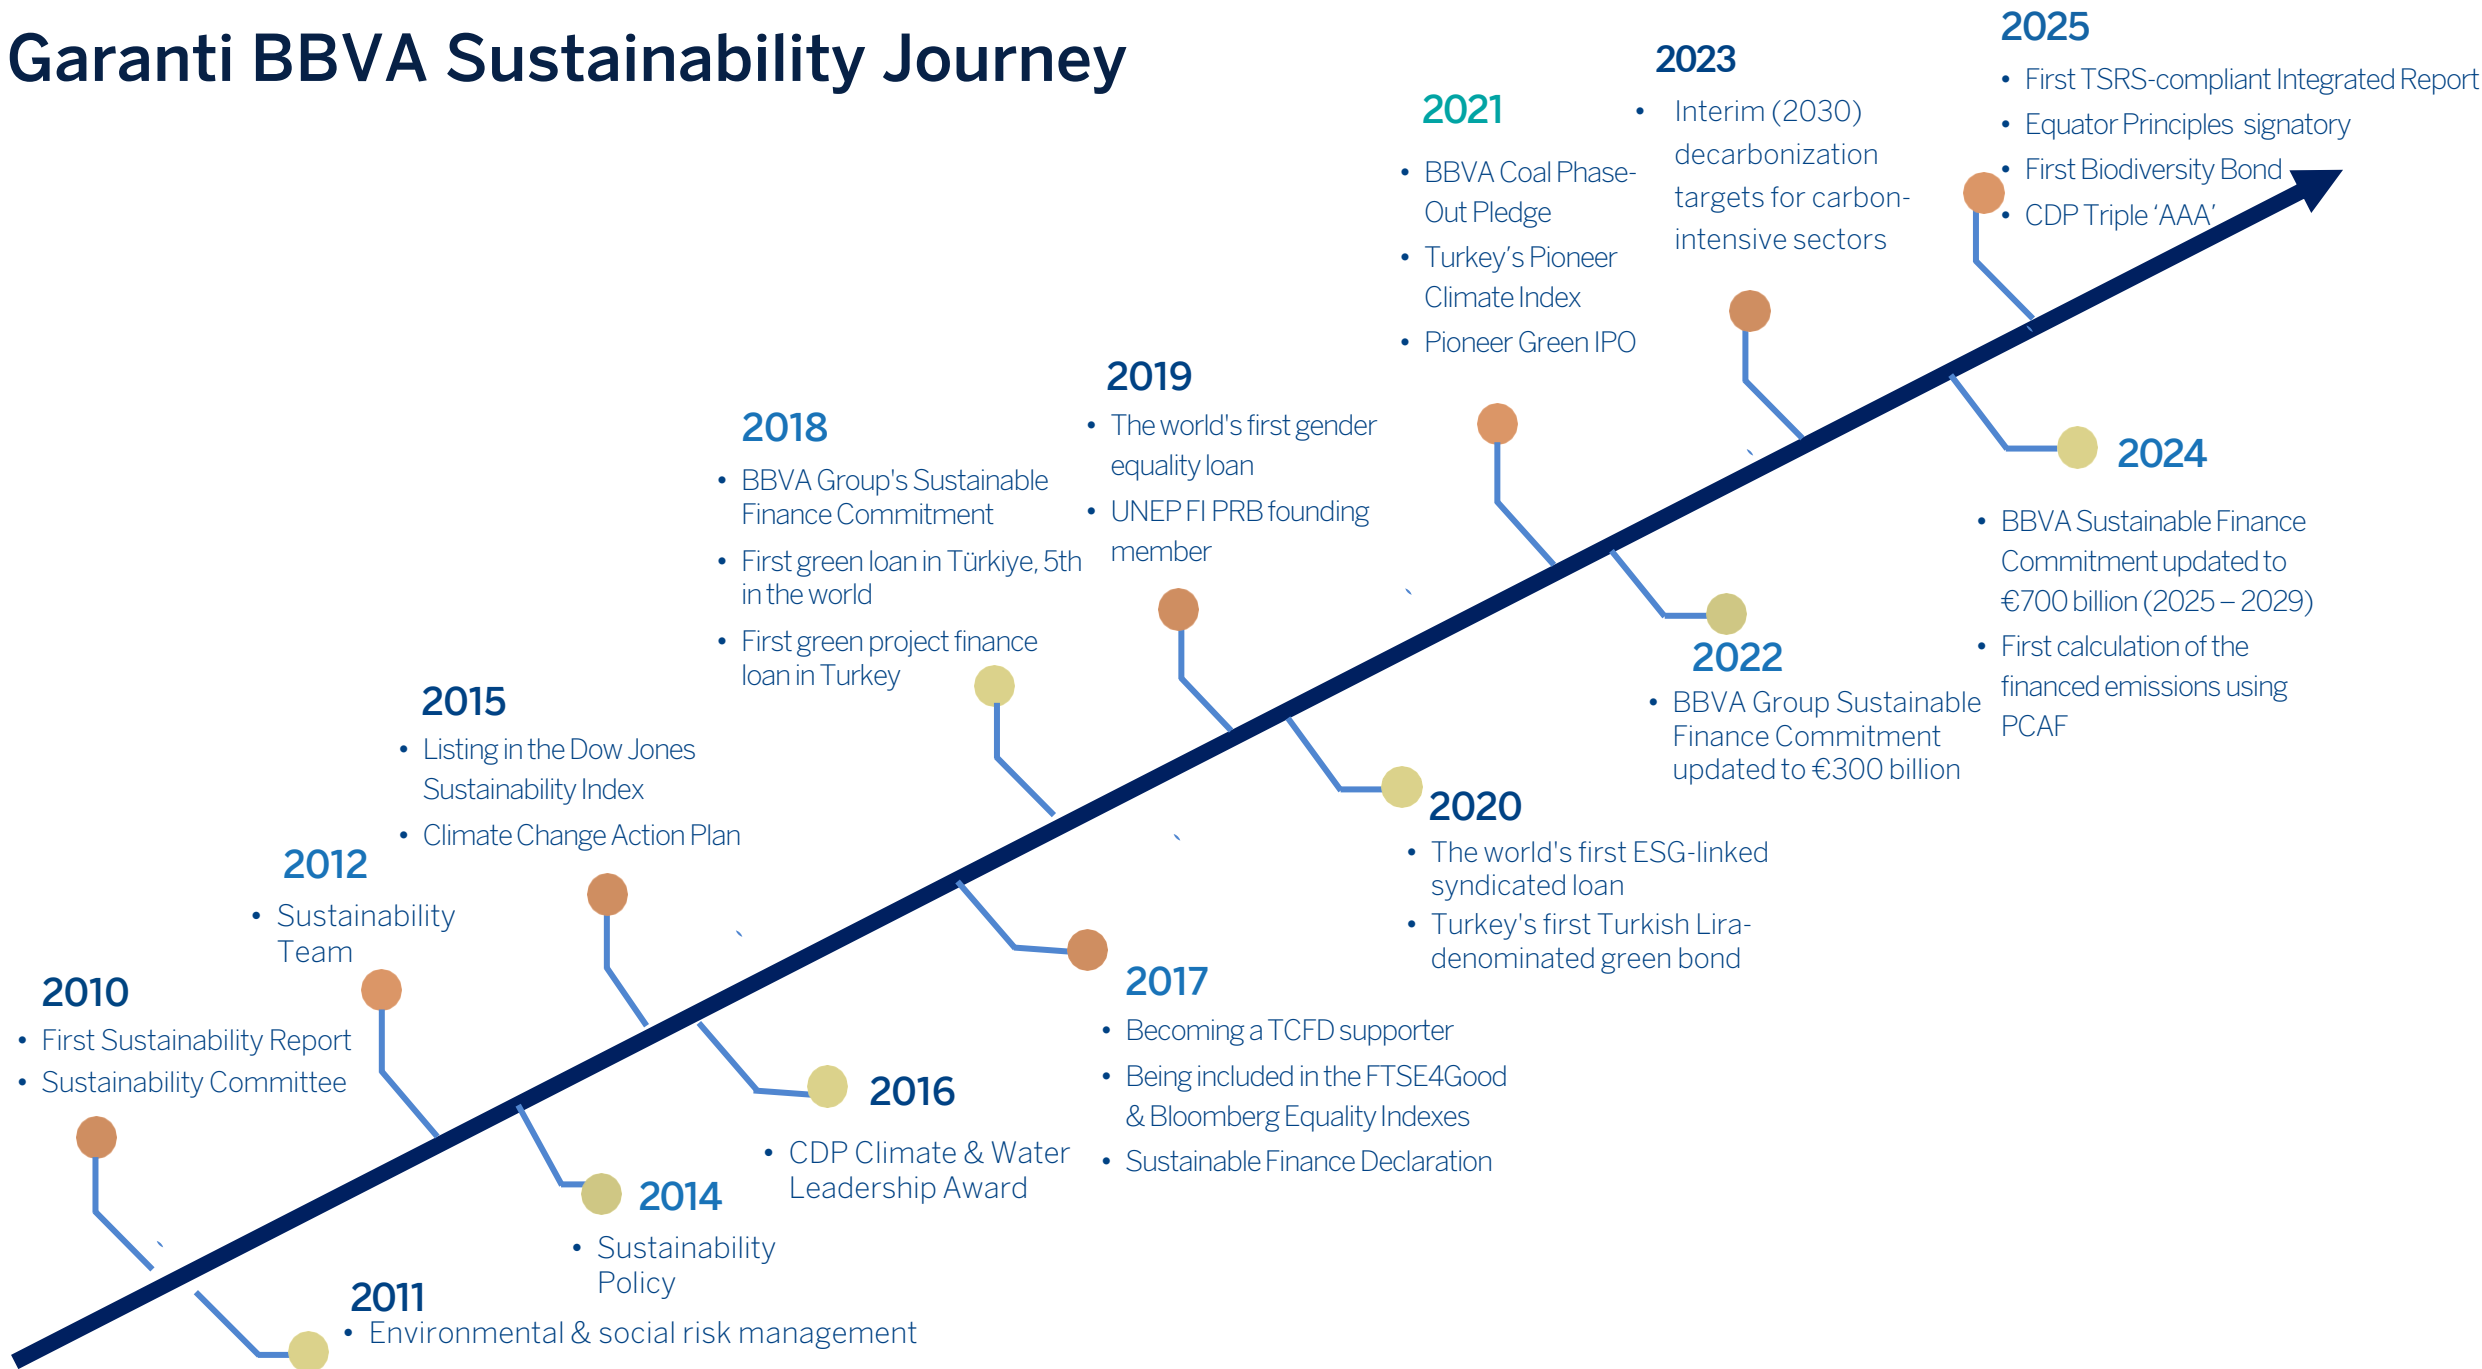 Garanti BBVA Sustainability Journey
2010
• First Sustainability Report
• Sustainability Committee
2011
• Environmental & social risk management
2012
• Sustainability
Team
2014
• Sustainability
Policy
2015
• Listing in the Dow Jones
Sustainability Index
• Climate Change Action Plan
2016
• CDP Climate & Water
Leadership Award
2017
• Becoming a TCFD supporter
• Being included in the FTSE4Good
& Bloomberg Equality Indexes
• Sustainable Finance Declaration
2018
• BBVA Group's Sustainable
Finance Commitment
• First green loan in Türkiye, 5th
in the world
• First green project finance
loan in Turkey
2019
• The world's first gender
equality loan
• UNEP FI PRB founding
member
2020
• The world's first ESG-linked
syndicated loan
• Turkey's first Turkish Lira-
denominated green bond
2021
• BBVA Coal Phase-
Out Pledge
• Turkey’s Pioneer
Climate Index
• Pioneer Green IPO
2022
• BBVA Group Sustainable
Finance Commitment
updated to €300 billion
2023
• Interim (2030)
decarbonization
targets for carbon-
intensive sectors
2024
• BBVA Sustainable Finance
Commitment updated to
€700 billion (2025 – 2029)
• First calculation of the
financed emissions using
PCAF
2025
• First TSRS-compliant Integrated Report
• Equator Principles signatory
• First Biodiversity Bond
• CDP Triple ‘AAA’